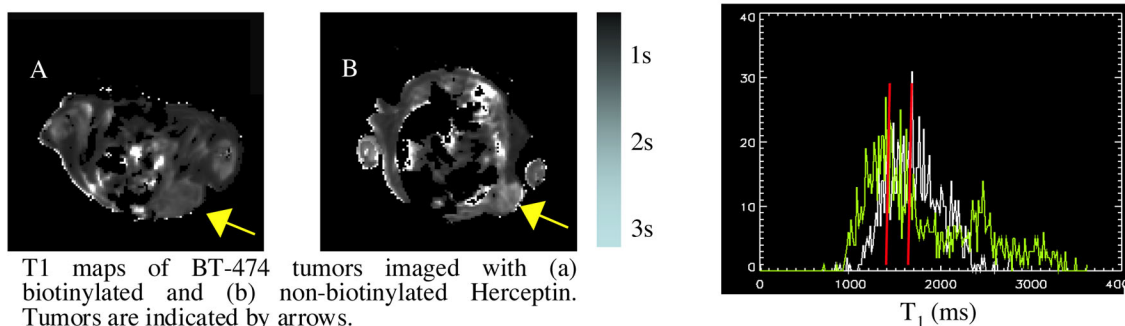 A
B
1s
2s
3s
T1 maps of BT-474 tumors imaged with (a)
biotinylated and (b) non-biotinylated Herceptin.
Tumors are indicated by arrows.
40
30
20
10
0
0 1000 2000 3000 400
T1 (ms)